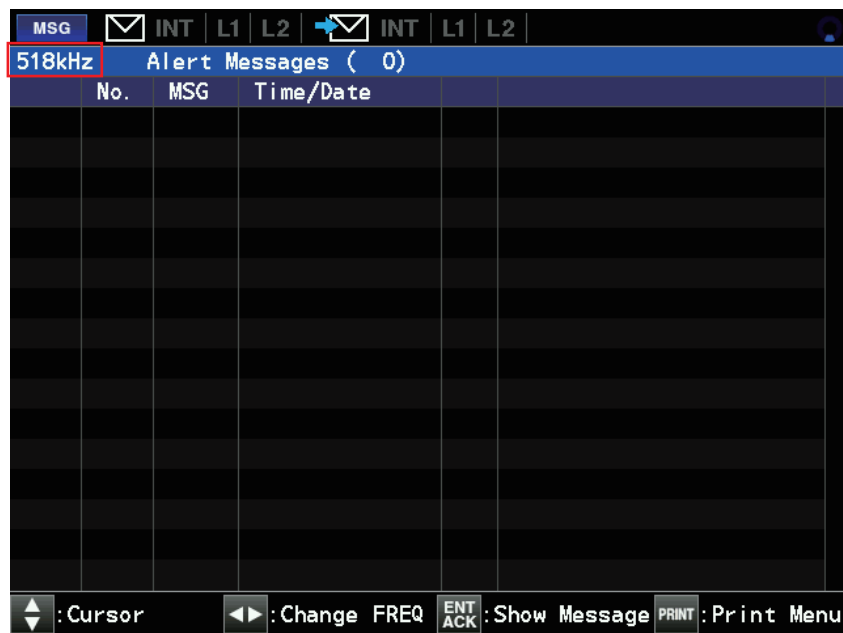 MSG INT L1 L2 INT L1 L2
518kHz Alert Messages ( 0)
No. MSG Time/Date
:Cursor :Change FREQ ENT ACK :Show Message PRINT :Print Menu